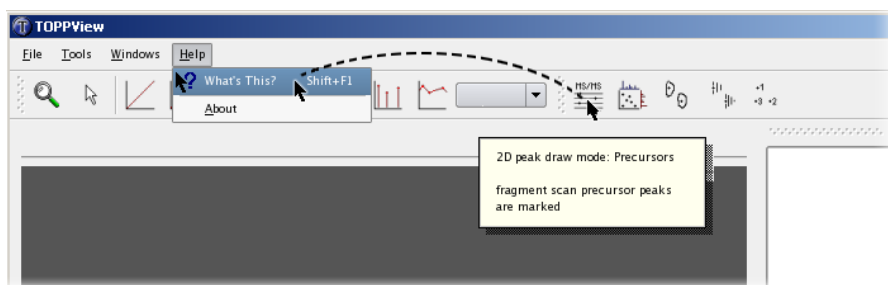 TOPPView
File Tools Windows Help
What's This? Shift+F1
About
MS/MS
+1
+3 +2
2D peak draw mode: Precursors
fragment scan precursor peaks
are marked